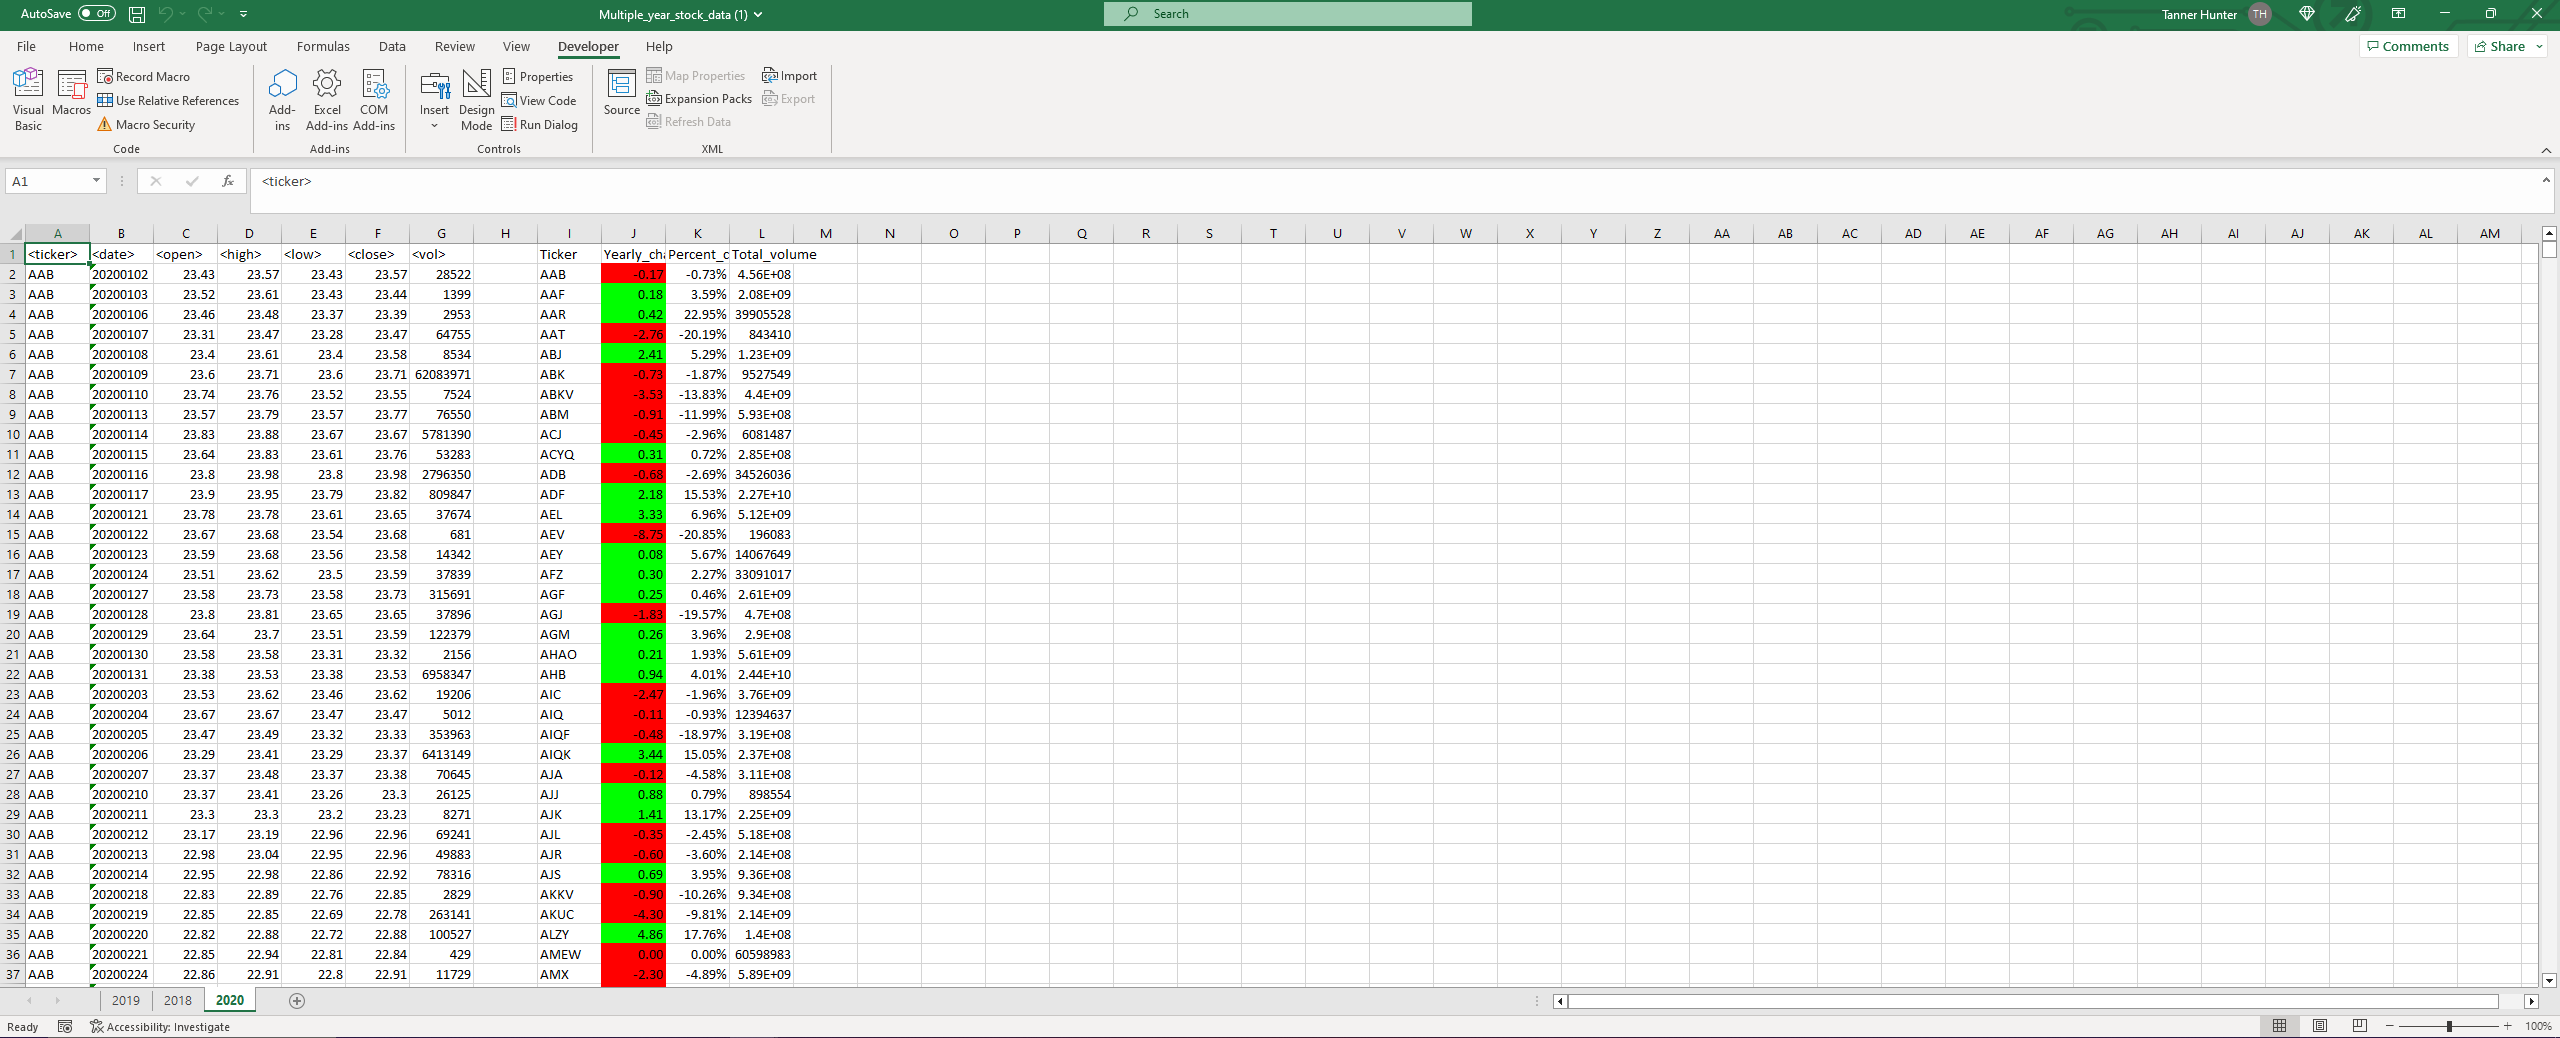 AutoSave Off Multiple_year_stock_data (1) Search Tanner Hunter TH
File Home Insert Page Layout Formulas Data Review View Developer Help Comments Share
Visual Basic Macros Record Macro Use Relative References Macro Security Add-ins Excel Add-ins COM Add-ins Insert Design Mode Properties View Code Run Dialog Source Map Properties Expansion Packs Refresh Data Import Export
Code Add-ins Controls XML
A1 fx <ticker>
A B C D E F G H I J K L M N O P Q R S T U V W X Y Z AA AB AC AD AE AF AG AH AI AJ AK AL AM
1 <ticker> <date> <open> <high> <low> <close> <vol> Ticker Yearly_cha Percent_c Total_volume
2 AAB 20200102 23.43 23.57 23.43 23.57 28522 AAB -0.17 -0.73% 4.56E+08
3 AAB 20200103 23.52 23.61 23.43 23.44 1399 AAF 0.18 3.59% 2.08E+09
4 AAB 20200106 23.46 23.48 23.37 23.39 2953 AAR 0.42 22.95% 39905528
5 AAB 20200107 23.31 23.47 23.28 23.47 64755 AAT -2.76 -20.19% 843410
6 AAB 20200108 23.4 23.61 23.4 23.58 8534 ABJ 2.41 5.29% 1.23E+09
7 AAB 20200109 23.6 23.71 23.6 23.71 62083971 ABK -0.73 -1.87% 9527549
8 AAB 20200110 23.74 23.76 23.52 23.55 7524 ABKV -3.53 -13.83% 4.4E+09
9 AAB 20200113 23.57 23.79 23.57 23.77 76550 ABM -0.91 -11.99% 5.93E+08
10 AAB 20200114 23.83 23.88 23.67 23.67 5781390 ACJ -0.45 -2.96% 6081487
11 AAB 20200115 23.64 23.83 23.61 23.76 53283 ACYQ 0.31 0.72% 2.85E+08
12 AAB 20200116 23.8 23.98 23.8 23.98 2796350 ADB -0.68 -2.69% 34526036
13 AAB 20200117 23.9 23.95 23.79 23.82 809847 ADF 2.18 15.53% 2.27E+10
14 AAB 20200121 23.78 23.78 23.61 23.65 37674 AEL 3.33 6.96% 5.12E+09
15 AAB 20200122 23.67 23.68 23.54 23.68 681 AEV -8.75 -20.85% 196083
16 AAB 20200123 23.59 23.68 23.56 23.58 14342 AEY 0.08 5.67% 14067649
17 AAB 20200124 23.51 23.62 23.5 23.59 37839 AFZ 0.30 2.27% 33091017
18 AAB 20200127 23.58 23.73 23.58 23.73 315691 AGF 0.25 0.46% 2.61E+09
19 AAB 20200128 23.8 23.81 23.65 23.65 37896 AGJ -1.83 -19.57% 4.7E+08
20 AAB 20200129 23.64 23.7 23.51 23.59 122379 AGM 0.26 3.96% 2.9E+08
21 AAB 20200130 23.58 23.58 23.31 23.32 2156 AHAO 0.21 1.93% 5.61E+09
22 AAB 20200131 23.38 23.53 23.38 23.53 6958347 AHB 0.94 4.01% 2.44E+10
23 AAB 20200203 23.53 23.62 23.46 23.62 19206 AIC -2.47 -1.96% 3.76E+09
24 AAB 20200204 23.67 23.67 23.47 23.47 5012 AIQ -0.11 -0.93% 12394637
25 AAB 20200205 23.47 23.49 23.32 23.33 353963 AIQF -0.48 -18.97% 3.19E+08
26 AAB 20200206 23.29 23.41 23.29 23.37 6413149 AIQK 3.44 15.05% 2.37E+08
27 AAB 20200207 23.37 23.48 23.37 23.38 70645 AJA -0.12 -4.58% 3.11E+08
28 AAB 20200210 23.37 23.41 23.26 23.3 26125 AJJ 0.88 0.79% 898554
29 AAB 20200211 23.3 23.3 23.2 23.23 8271 AJK 1.41 13.17% 2.25E+09
30 AAB 20200212 23.17 23.19 22.96 22.96 69241 AJL -0.35 -2.45% 5.18E+08
31 AAB 20200213 22.98 23.04 22.95 22.96 49883 AJR -0.60 -3.60% 2.14E+08
32 AAB 20200214 22.95 22.98 22.86 22.92 78316 AJS 0.69 3.95% 9.36E+08
33 AAB 20200218 22.83 22.89 22.76 22.85 2829 AKKV -0.90 -10.26% 9.34E+08
34 AAB 20200219 22.85 22.85 22.69 22.78 263141 AKUC -4.30 -9.81% 2.14E+09
35 AAB 20200220 22.82 22.88 22.72 22.88 100527 ALZY 4.86 17.76% 1.4E+08
36 AAB 20200221 22.85 22.94 22.81 22.84 429 AMEW 0.00 0.00% 60598983
37 AAB 20200224 22.86 22.91 22.8 22.91 11729 AMX -2.30 -4.89% 5.89E+09
2019 2018 2020
Ready Accessibility: Investigate 100%